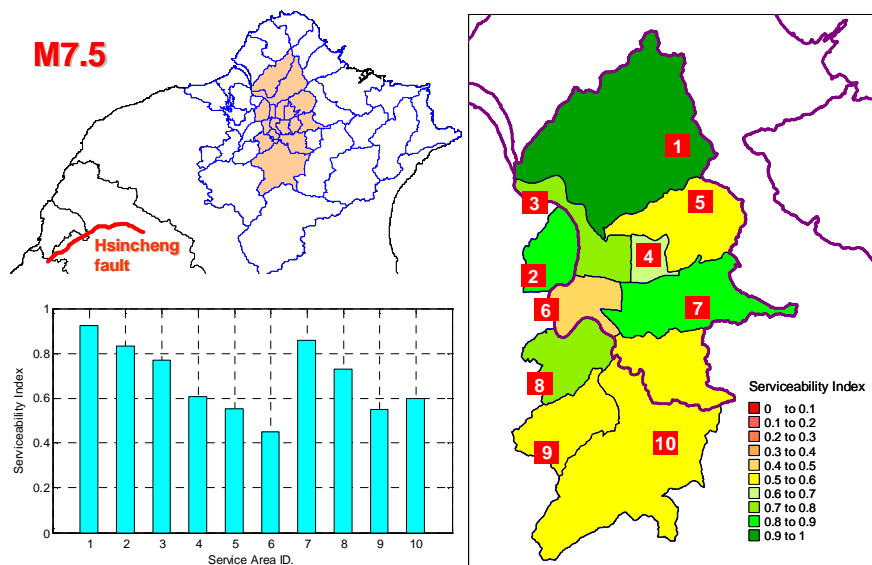 M7.5
Hsincheng
fault
1
0.8
0.6
0.4
0.2
0
Serviceability Index
1 2 3 4 5 6 7 8 9 10
Service Area ID.
1
5
3
4
2
6
7
8
10
9
Serviceability Index
0 to 0.1
0.1 to 0.2
0.2 to 0.3
0.3 to 0.4
0.4 to 0.5
0.5 to 0.6
0.6 to 0.7
0.7 to 0.8
0.8 to 0.9
0.9 to 1